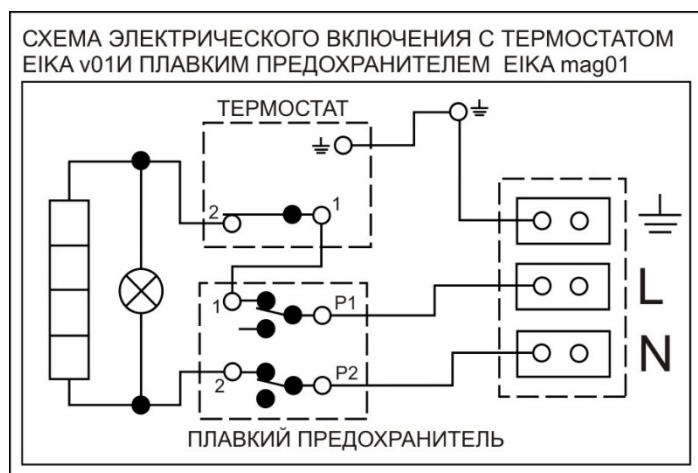 СХЕМА ЭЛЕКТРИЧЕСКОГО ВКЛЮЧЕНИЯ С ТЕРМОСТАТОМ
EIKA v01И ПЛАВКИМ ПРЕДОХРАНИТЕЛЕМ EIKA mag01
ТЕРМОСТАТ
2 1
1 P1
L
2 P2
N
ПЛАВКИЙ ПРЕДОХРАНИТЕЛЬ